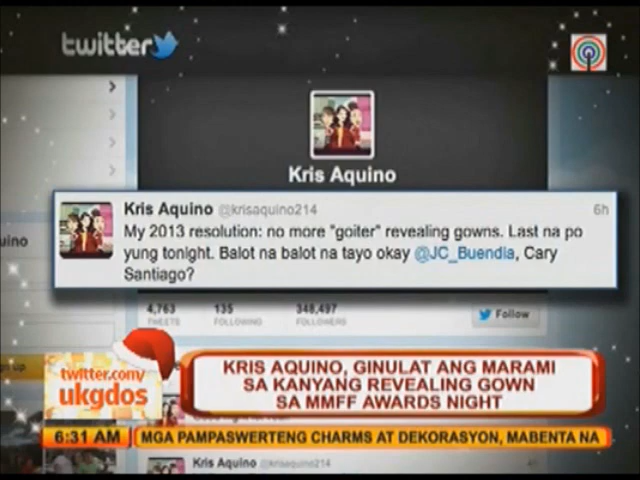 twitter
Kris Aquino
Kris Aquino @krisaquino214 6h
My 2013 resolution: no more "goiter" revealing gowns. Last na po
yung tonight. Balot na balot na tayo okay @JC_Buendia, Cary
Santiago?
uino
4,763 135 348,497
TWEETS FOLLOWING FOLLOWERS
Follow
KRIS AQUINO, GINULAT ANG MARAMI
SA KANYANG REVEALING GOWN
SA MMFF AWARDS NIGHT
twitter.com/
ukgdos
6:31 AM MGA PAMPASWERTENG CHARMS AT DEKORASYON, MABENTA NA
Kris Aquino @krisaquino214